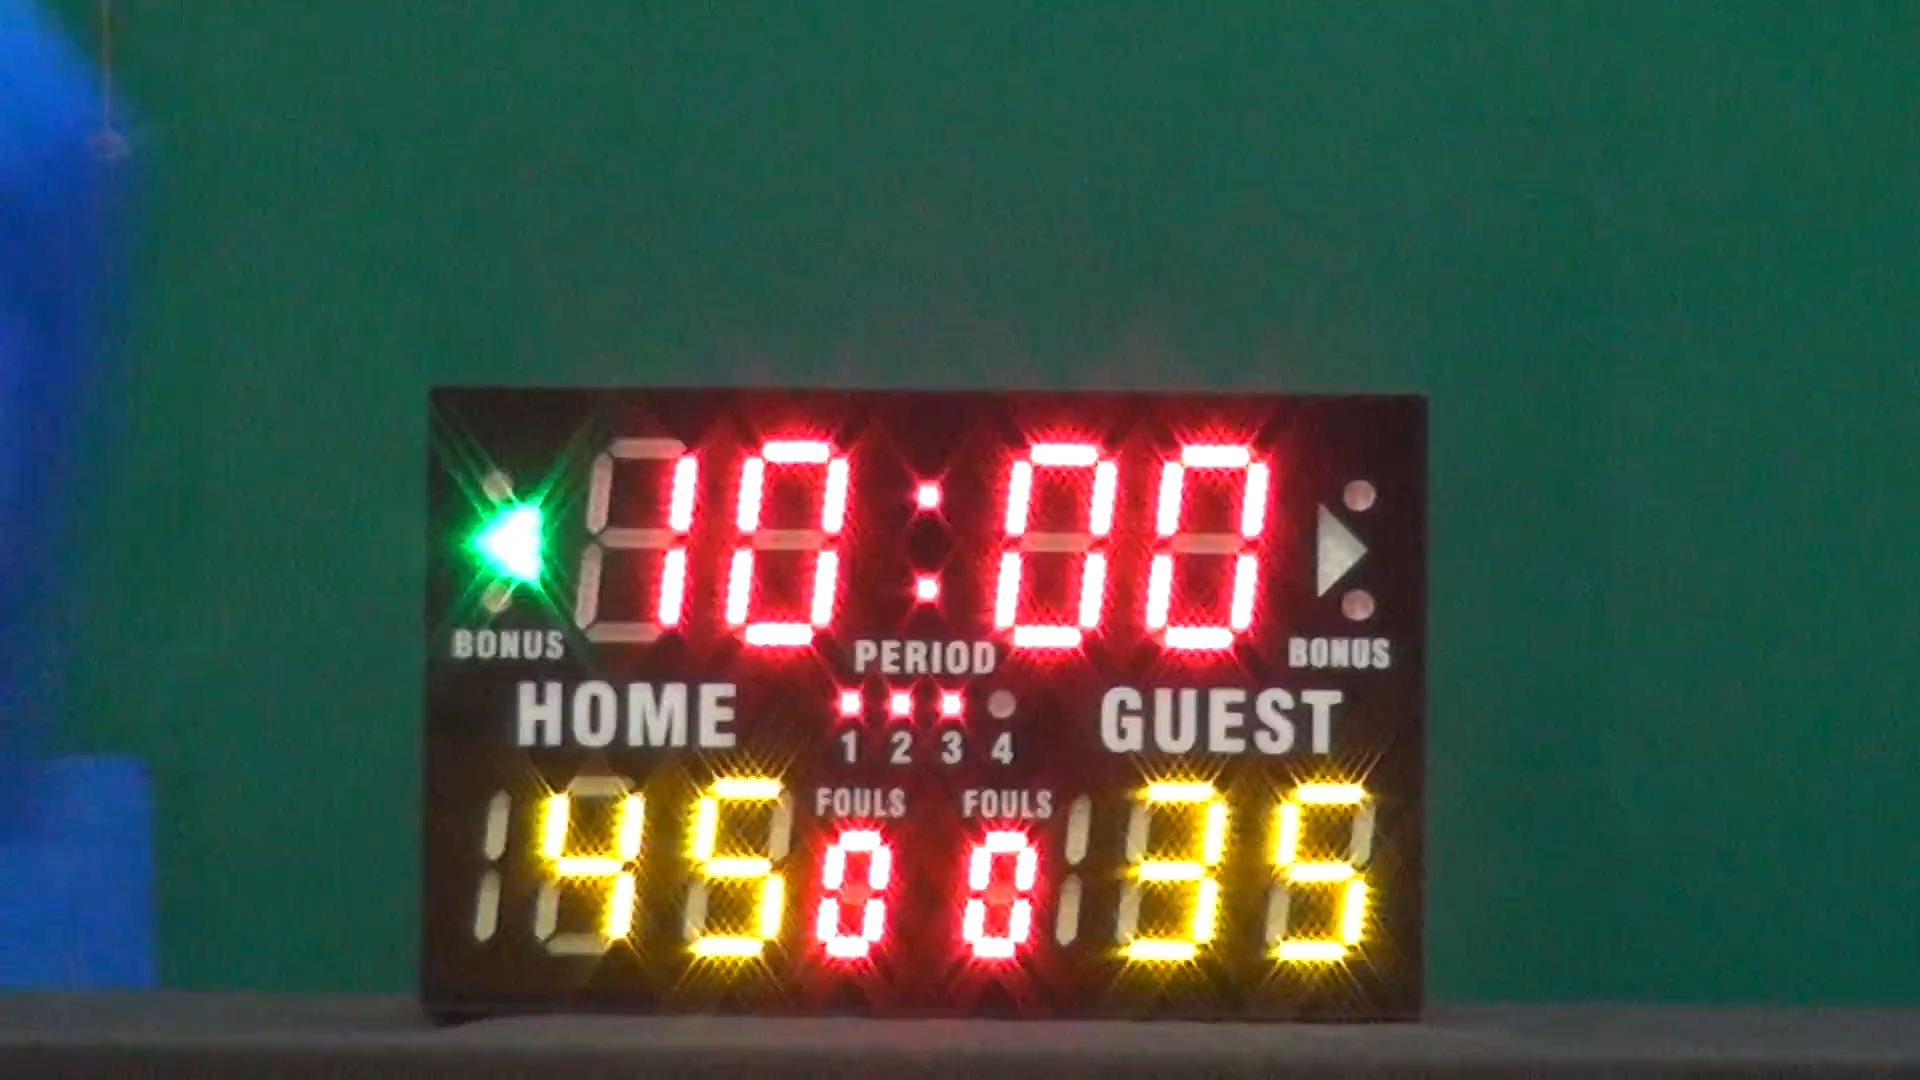 10:00
BONUS PERIOD BONUS
HOME GUEST
1 2 3 4
FOULS FOULS
45 0 0 35